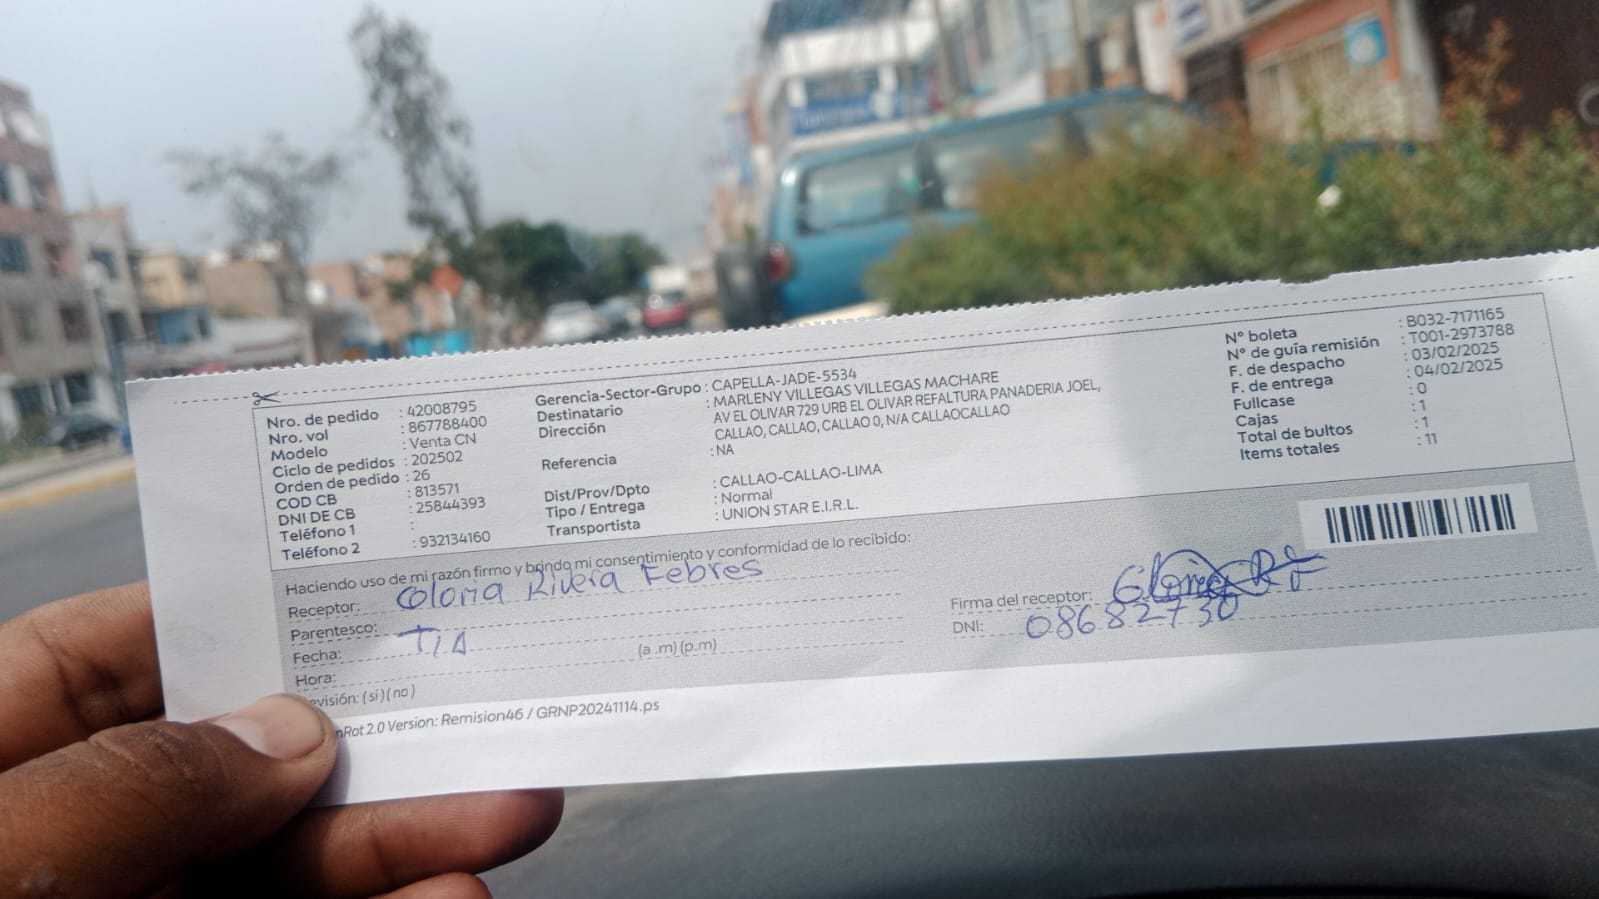 Nro. de pedido : 42008795
Nro. vol : 867788400
Modelo : Venta CN
Ciclo de pedidos : 202502
Orden de pedido : 26
COD CB : 813571
DNI DE CB : 25844393
Teléfono 1 :
Teléfono 2 : 932134160
Gerencia-Sector-Grupo : CAPELLA-JADE-5534
Destinatario : MARLENY VILLEGAS VILLEGAS MACHARE
Dirección : AV EL OLIVAR 729 URB EL OLIVAR REFALTURA PANADERIA JOEL,
CALLAO, CALLAO, CALLAO 0, N/A CALLAOCALLAO
Referencia : NA
Dist/Prov/Dpto : CALLAO-CALLAO-LIMA
Tipo / Entrega : Normal
Transportista : UNION STAR E.I.R.L.
N° boleta : B032-7171165
N° de guía remisión : T001-2973788
F. de despacho : 03/02/2025
F. de entrega : 04/02/2025
Fullcase : 0
Cajas : 1
Total de bultos : 1
Items totales : 11
Haciendo uso de mi razón firmo y brindo mi consentimiento y conformidad de lo recibido:
Receptor: Gloria Rivera Febres
Parentesco: TIA
Fecha:
Hora: (a .m) (p.m)
evisión: ( si ) ( no )
Firma del receptor: Gloria R
DNI: 08682730
nRot 2.0 Version: Remision46 / GRNP20241114.ps